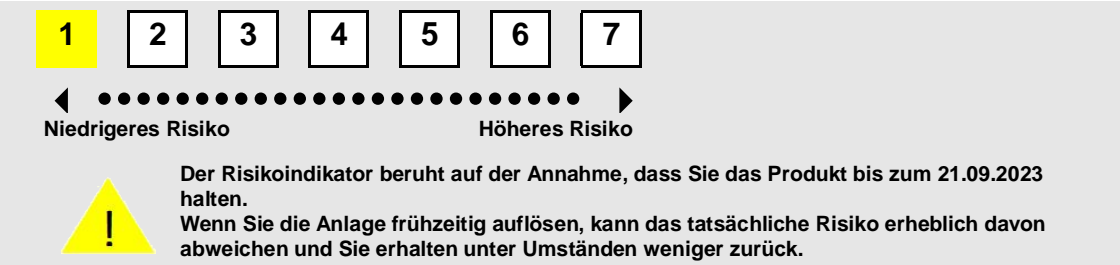 1 2 3 4 5 6 7
Niedrigeres Risiko Höheres Risiko
Der Risikoindikator beruht auf der Annahme, dass Sie das Produkt bis zum 21.09.2023
halten.
Wenn Sie die Anlage frühzeitig auflösen, kann das tatsächliche Risiko erheblich davon
abweichen und Sie erhalten unter Umständen weniger zurück.
!